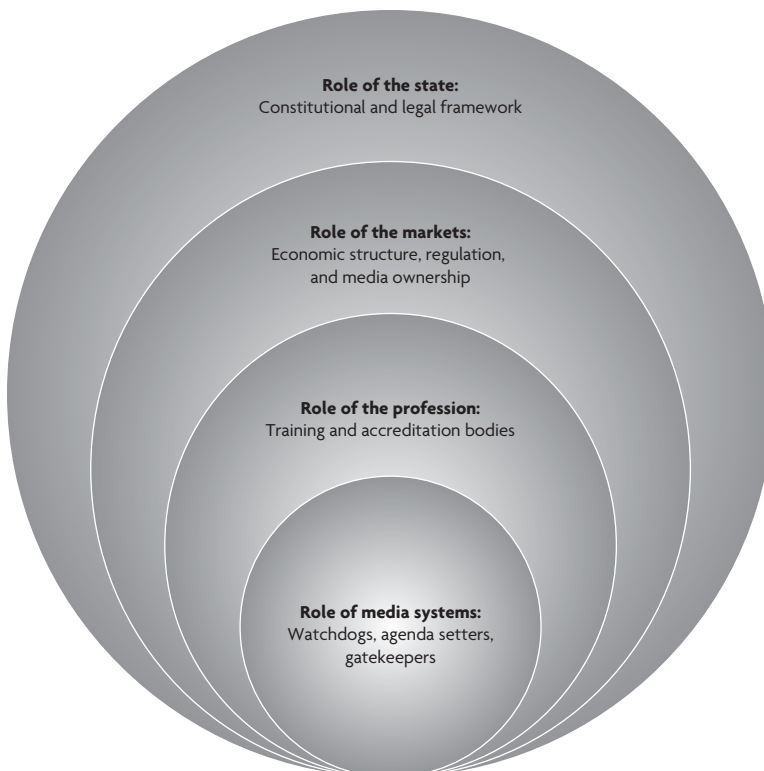 Role of the state:
Constitutional and legal framework
Role of the markets:
Economic structure, regulation,
and media ownership
Role of the profession:
Training and accreditation bodies
Role of media systems:
Watchdogs, agenda setters,
gatekeepers